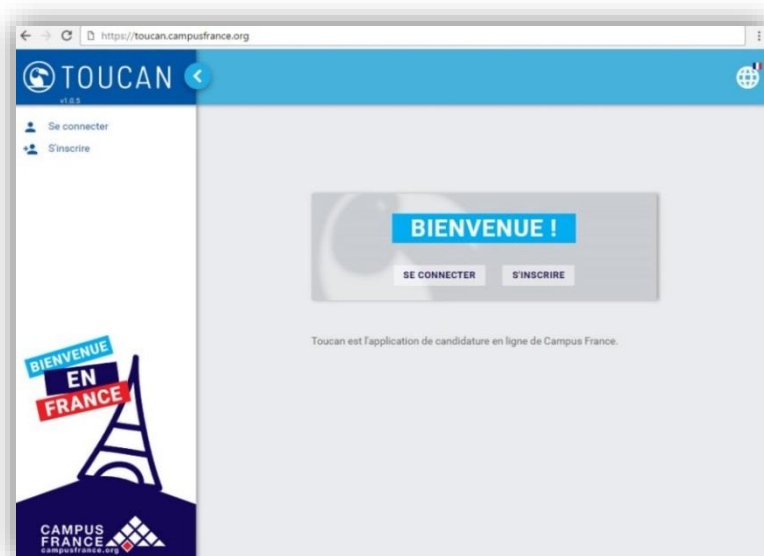 https://toucan.campusfrance.org
TOUCAN
v1.0.5
Se connecter
S'inscrire
BIENVENUE !
SE CONNECTER S'INSCRIRE
Toucan est l'application de candidature en ligne de Campus France.
BIENVENUE
EN
FRANCE
CAMPUS
FRANCE
campusfrance.org